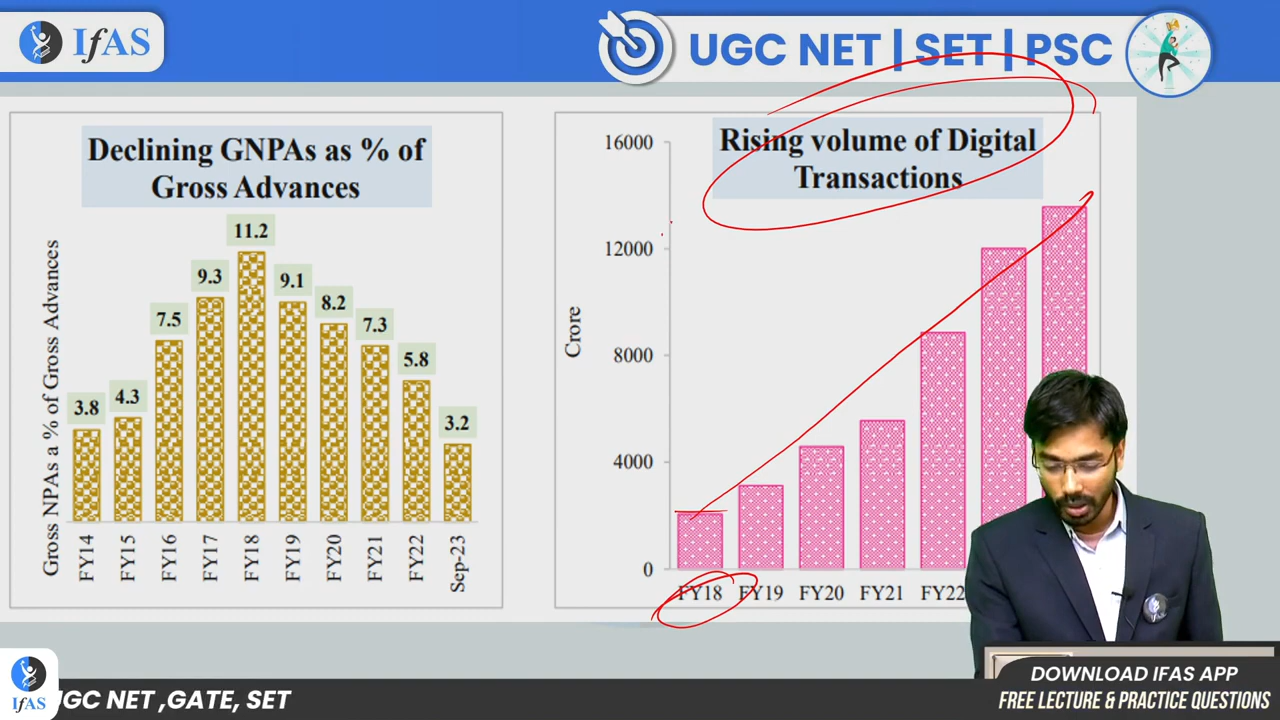 IfAS
UGC NET | SET | PSC
Declining GNPAs as % of
Gross Advances
Gross NPAs a % of Gross Advances
3.8
4.3
7.5
9.3
11.2
9.1
8.2
7.3
5.8
3.2
FY14
FY15
FY16
FY17
FY18
FY19
FY20
FY21
FY22
Sep-23
Rising volume of Digital
Transactions
Crore
16000
12000
8000
4000
0
FY18
FY19
FY20
FY21
FY22
IfAS
UGC NET ,GATE, SET
DOWNLOAD IFAS APP
FREE LECTURE & PRACTICE QUESTIONS